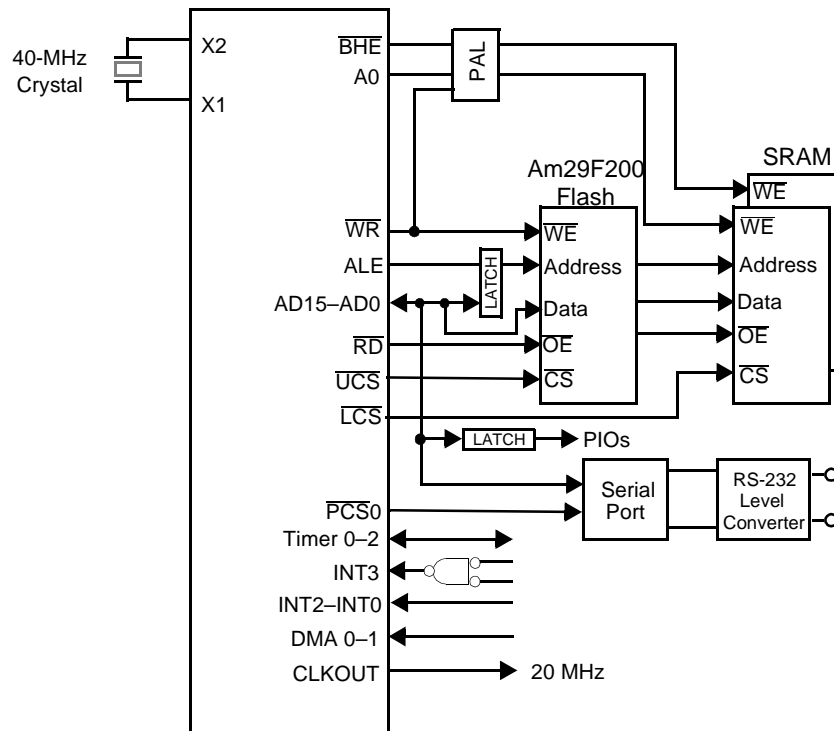 40-MHz
Crystal
X2
X1
BHE
A0
PAL
WR
ALE
AD15–AD0
RD
UCS
LCS
PCS0
Timer 0–2
INT3
INT2–INT0
DMA 0–1
CLKOUT
20 MHz
LATCH
Am29F200
Flash
WE
Address
Data
OE
CS
SRAM
WE
WE
Address
Data
OE
CS
LATCH
PIOs
Serial
Port
RS-232
Level
Converter